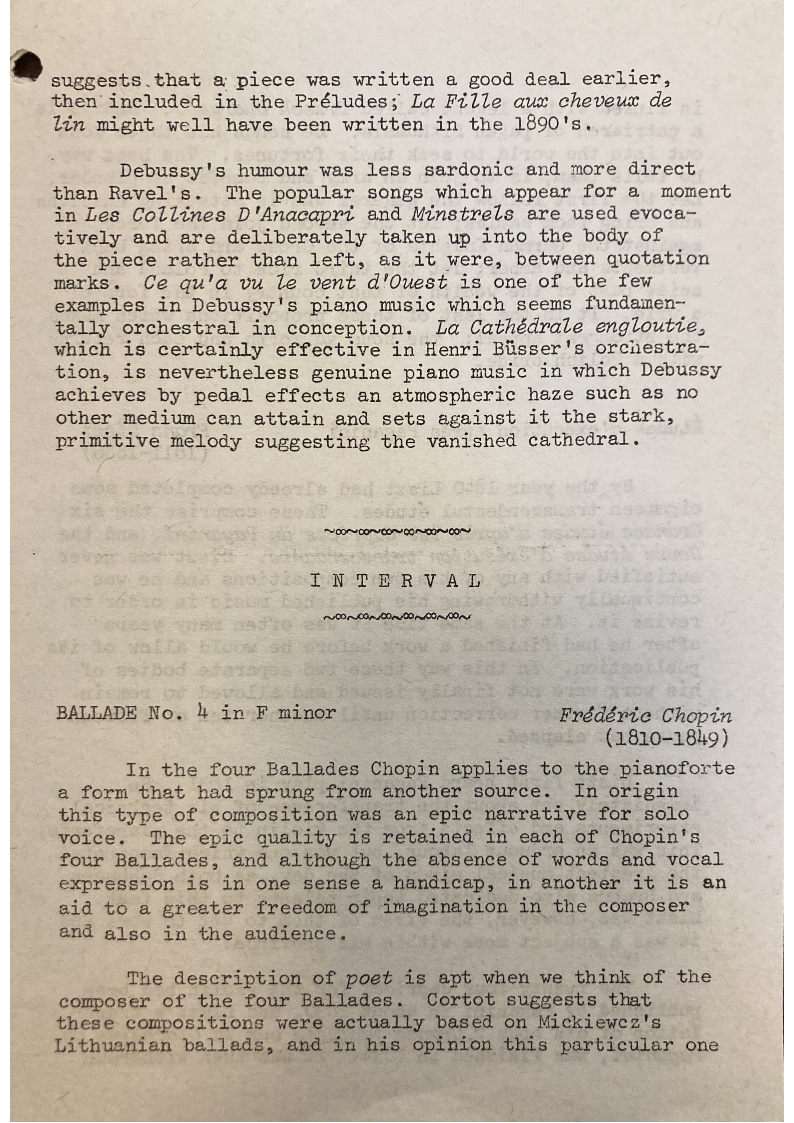 suggests that a piece was written a good deal earlier,
then included in the Préludes; La Fille aux cheveux de
lin might well have been written in the 1890's.
Debussy's humour was less sardonic and more direct
than Ravel's. The popular songs which appear for a moment
in Les Collines D'Anacapri and Minstrels are used evoca-
tively and are deliberately taken up into the body of
the piece rather than left, as it were, between quotation
marks. Ce qu'a vu le vent d'Ouest is one of the few
examples in Debussy's piano music which seems fundamen-
tally orchestral in conception. La Cathédrale engloutie,
which is certainly effective in Henri Büsser's orchestra-
tion, is nevertheless genuine piano music in which Debussy
achieves by pedal effects an atmospheric haze such as no
other medium can attain and sets against it the stark,
primitive melody suggesting the vanished cathedral.
INTERVAL
BALLADE No. 4 in F minor Frédéric Chopin
(1810-1849)
In the four Ballades Chopin applies to the pianoforte
a form that had sprung from another source. In origin
this type of composition was an epic narrative for solo
voice. The epic quality is retained in each of Chopin's
four Ballades, and although the absence of words and vocal
expression is in one sense a handicap, in another it is an
aid to a greater freedom of imagination in the composer
and also in the audience.
The description of poet is apt when we think of the
composer of the four Ballades. Cortot suggests that
these compositions were actually based on Mickiewcz's
Lithuanian ballads, and in his opinion this particular one